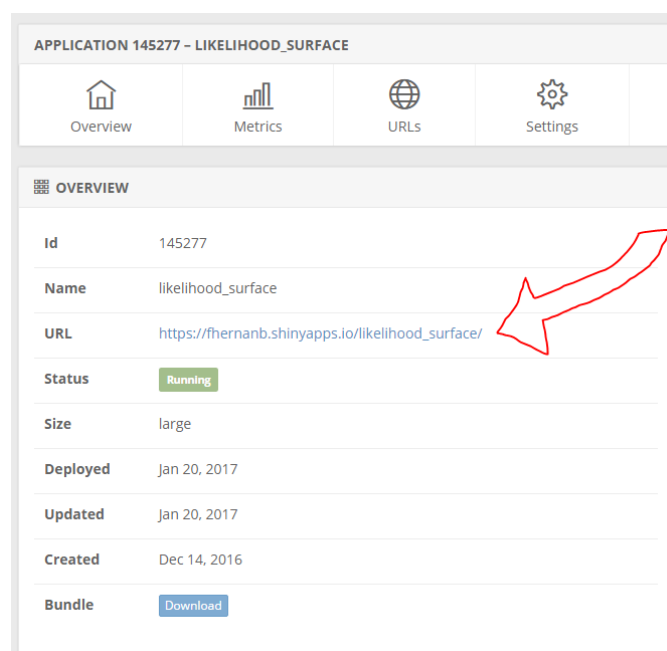 APPLICATION 145277 – LIKELIHOOD_SURFACE
Overview Metrics URLs Settings
OVERVIEW
Id 145277
Name likelihood_surface
URL https://fhernanb.shinyapps.io/likelihood_surface/
Status Running
Size large
Deployed Jan 20, 2017
Updated Jan 20, 2017
Created Dec 14, 2016
Bundle Download